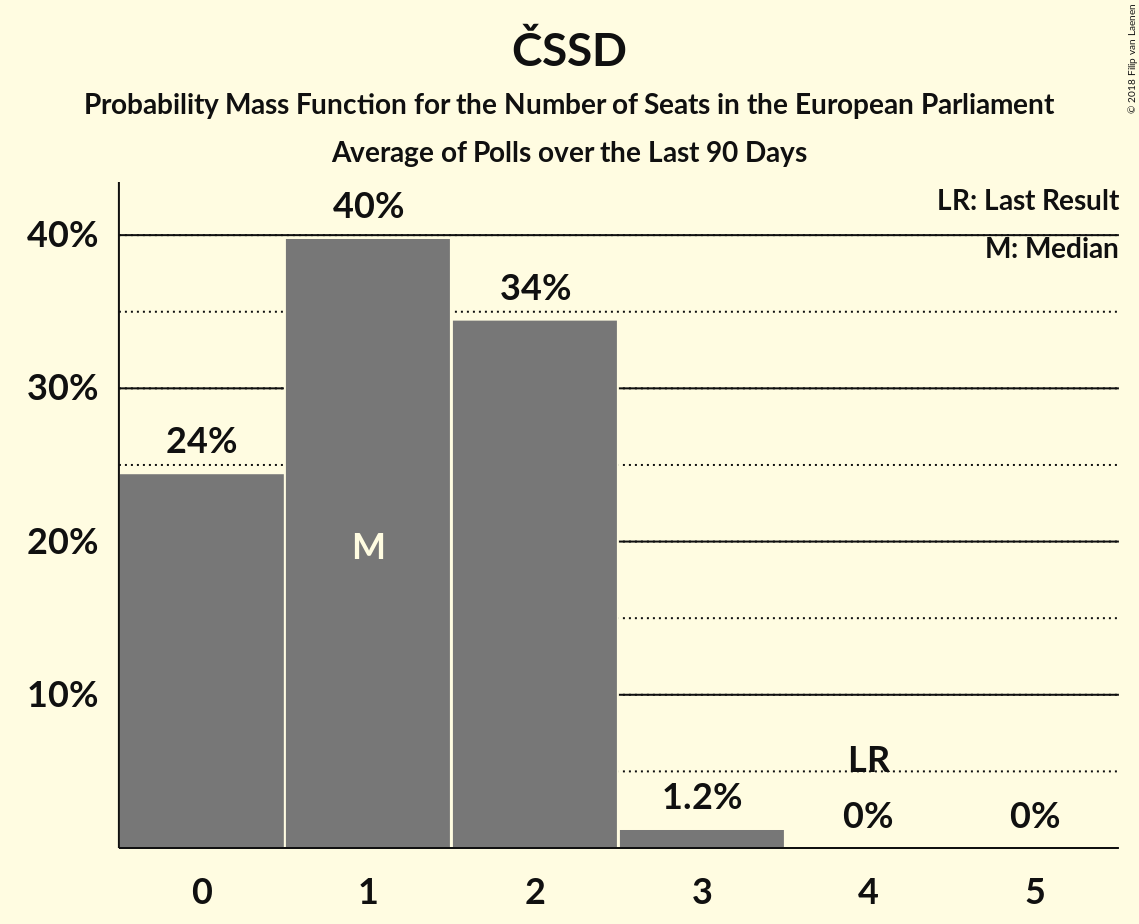 ČSSD
Probability Mass Function for the Number of Seats in the European Parliament
Average of Polls over the Last 90 Days
© 2018 Filip van Laenen
LR: Last Result
M: Median
40%
30%
20%
10%
24%
40%
34%
1.2%
0%
0%
M
LR
0 1 2 3 4 5